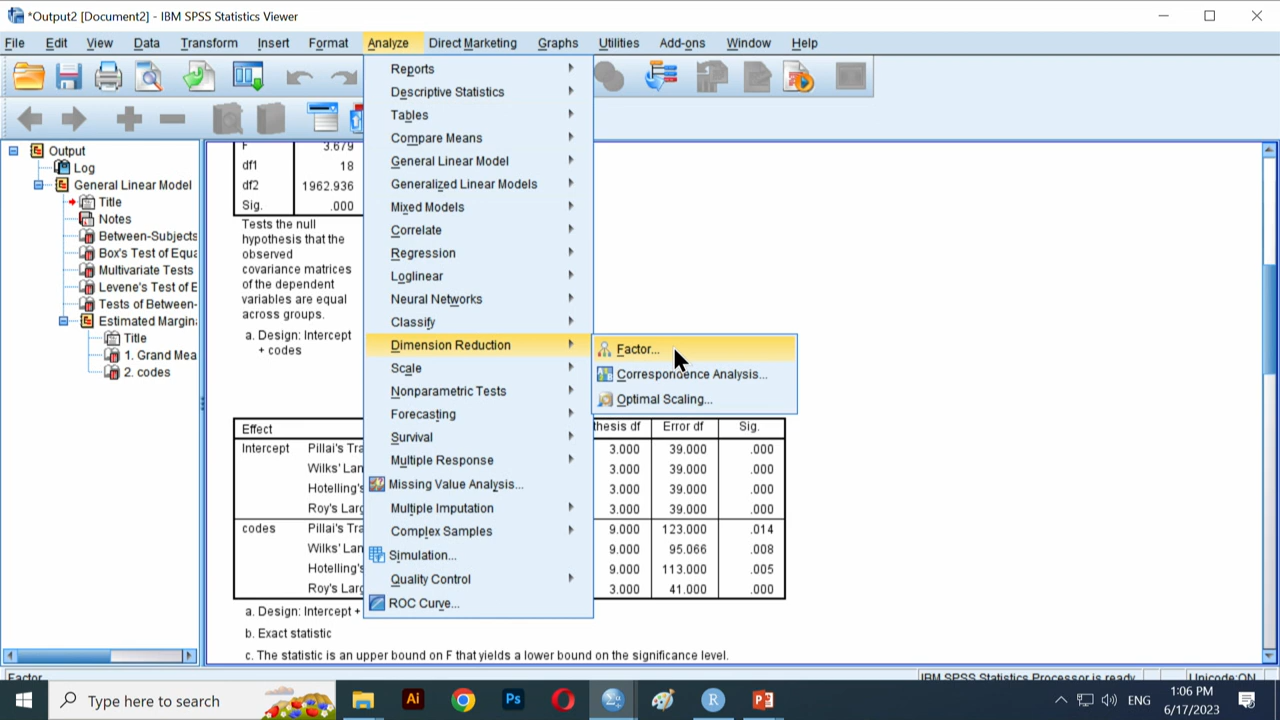 *Output2 [Document2] - IBM SPSS Statistics Viewer
File Edit View Data Transform Insert Format Analyze Direct Marketing Graphs Utilities Add-ons Window Help
Output
Log
General Linear Model
Title
Notes
Between-Subjects
Box's Test of Equa
Multivariate Tests
Levene's Test of E
Tests of Between-
Estimated Margin
Title
1. Grand Mea
2. codes
F 3.679
df1 18
df2 1962.936
Sig. .000
Tests the null
hypothesis that the
observed
covariance matrices
of the dependent
variables are equal
across groups.
a. Design: Intercept
+ codes
Reports
Descriptive Statistics
Tables
Compare Means
General Linear Model
Generalized Linear Models
Mixed Models
Correlate
Regression
Loglinear
Neural Networks
Classify
Dimension Reduction
Scale
Nonparametric Tests
Forecasting
Survival
Multiple Response
Missing Value Analysis...
Multiple Imputation
Complex Samples
Simulation...
Quality Control
ROC Curve...
Factor...
Correspondence Analysis...
Optimal Scaling...
Effect thesis df Error df Sig.
Intercept Pillai's Tra 3.000 39.000 .000
Wilks' Lan 3.000 39.000 .000
Hotelling's 3.000 39.000 .000
Roy's Larg 3.000 39.000 .000
codes Pillai's Tra 9.000 123.000 .014
Wilks' Lan 9.000 95.066 .008
Hotelling's 9.000 113.000 .005
Roy's Larg 3.000 41.000 .000
a. Design: Intercept +
b. Exact statistic
c. The statistic is an upper bound on F that yields a lower bound on the significance level.
Factor IBM SPSS Statistics Processor is ready Unicode:ON
Type here to search
Ai
Ps
R
P
ENG
1:06 PM
6/17/2023